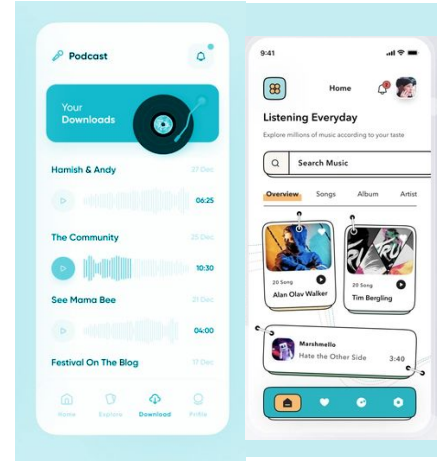 Podcast
Your
Downloads
Hamish & Andy
27 Dec
06:25
The Community
25 Dec
10:30
See Mama Bee
21 Dec
04:00
Festival On The Blog
17 Dec
Home
Explore
Download
Profile
9:41
Home
Listening Everyday
Explore millions of music according to your taste
Search Music
Overview
Songs
Album
Artist
20 Song
Alan Olav Walker
20 Song
Tim Bergling
Marshmello
Hate the Other Side
3:40